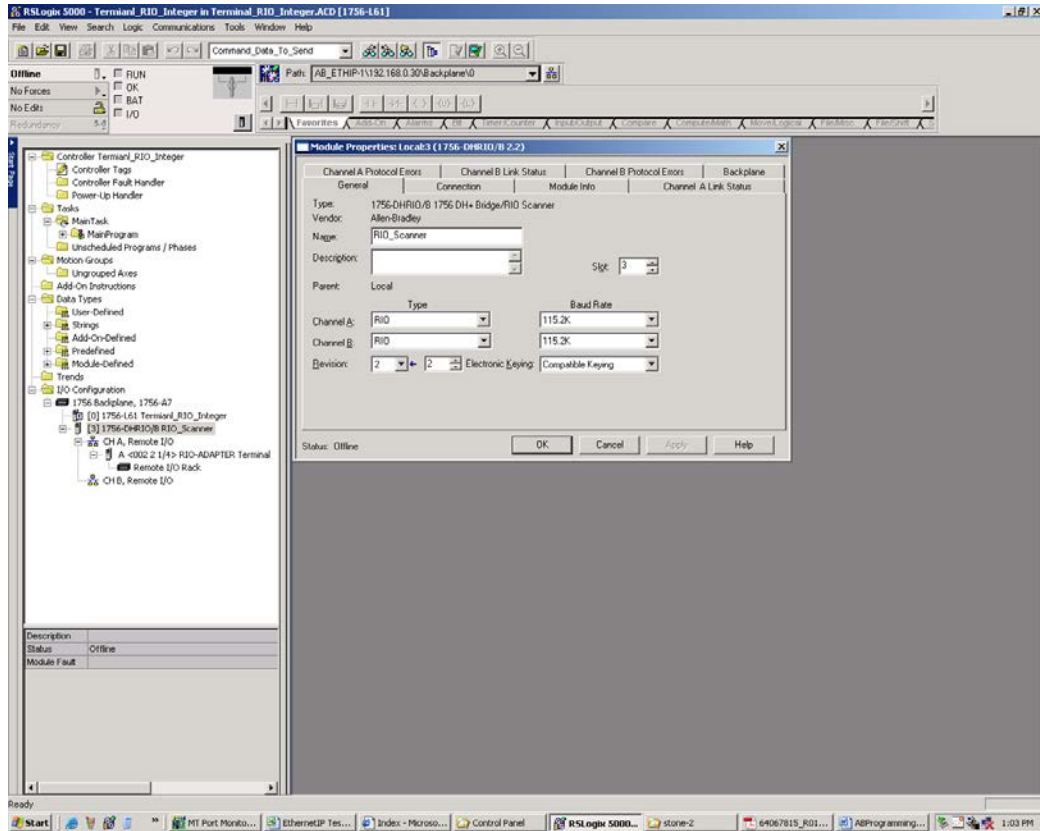 RSLogix 5000 - Termianl_RIO_Integer in Terminal_RIO_Integer.ACD [1756-L61]
File Edit View Search Logic Communications Tools Window Help
Command_Data_To_Send
Offline RUN
No Forces OK
No Edits BAT
I/O
Redundancy
Path: AB_ETHIP-1\192.168.0.30\Backplane\0
Favorites Add-On Alarms Bit Timer/Counter Input/Output Compare Compute/Math Move/Logical File/Misc. File/Shift
Start Page
Controller Termianl_RIO_Integer
Controller Tags
Controller Fault Handler
Power-Up Handler
Tasks
MainTask
MainProgram
Unscheduled Programs / Phases
Motion Groups
Ungrouped Axes
Add-On Instructions
Data Types
User-Defined
Strings
Add-On-Defined
Predefined
Module-Defined
Trends
I/O Configuration
1756 Backplane, 1756-A7
[0] 1756-L61 Termianl_RIO_Integer
[3] 1756-DHRIO/B RIO_Scanner
CH A, Remote I/O
A <002 2 1/4> RIO-ADAPTER Terminal
Remote I/O Rack
CH B, Remote I/O
Module Properties: Local:3 (1756-DHRIO/B 2.2)
Channel A Protocol Errors Channel B Link Status Channel B Protocol Errors Backplane
General Connection Module Info Channel A Link Status
Type: 1756-DHRIO/B 1756 DH+ Bridge/RIO Scanner
Vendor: Allen-Bradley
Name: RIO_Scanner
Description:
Slot: 3
Parent: Local
Type Baud Rate
Channel A: RIO 115.2K
Channel B: RIO 115.2K
Revision: 2 2 Electronic Keying: Compatible Keying
Status: Offline OK Cancel Apply Help
Description
Status Offline
Module Fault
Ready
Start » MT Port Monito... EthernetIP Tes... Index - Microso... Control Panel RSLogix 5000... stone-2 64067815_R01... ABProgramming... 1:03 PM